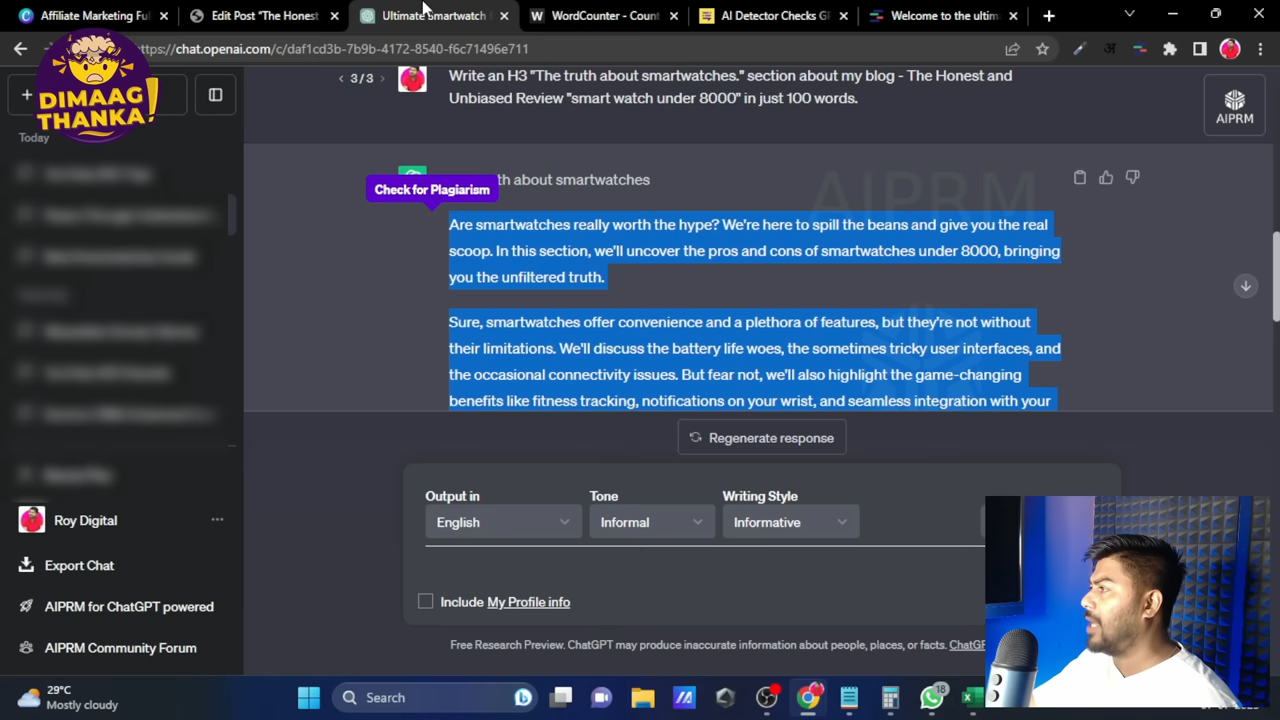 Affiliate Marketing Ful
Edit Post "The Honest
Ultimate Smartwatch
WordCounter - Count
AI Detector Checks GF
Welcome to the ultim
https://chat.openai.com/c/daf1cd3b-7b9b-4172-8540-f6c71496e711
DIMAAG
THANKA!
Today
3/3
Write an H3 "The truth about smartwatches." section about my blog - The Honest and
Unbiased Review "smart watch under 8000" in just 100 words.
AIPRM
Check for Plagiarism
about smartwatches
AIPRM
Are smartwatches really worth the hype? We're here to spill the beans and give you the real
scoop. In this section, we'll uncover the pros and cons of smartwatches under 8000, bringing
you the unfiltered truth.
Sure, smartwatches offer convenience and a plethora of features, but they're not without
their limitations. We'll discuss the battery life woes, the sometimes tricky user interfaces, and
the occasional connectivity issues. But fear not, we'll also highlight the game-changing
benefits like fitness tracking, notifications on your wrist, and seamless integration with your
Regenerate response
Output in
Tone
Writing Style
English
Informal
Informative
Include My Profile info
Free Research Preview. ChatGPT may produce inaccurate information about people, places, or facts. ChatG
Roy Digital
Export Chat
AIPRM for ChatGPT powered
AIPRM Community Forum
29°C
Mostly cloudy
Search
18